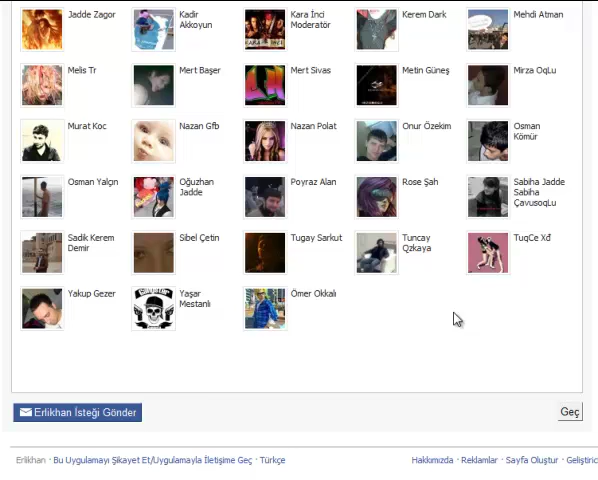 Jadde Zagor
Kadir
Akkoyun
Kara İnci
Moderatör
Kerem Dark
Mehdi Atman
Melis Tr
Mert Başer
Mert Sivas
Metin Güneş
Mirza OqLu
Murat Koc
Nazan Gfb
Nazan Polat
Onur Özekim
Osman
Kömür
Osman Yalgın
Oğuzhan
Jadde
Poyraz Alan
Rose Şah
Sabiha Jadde
Sabiha
ÇavusoqLu
Sadik Kerem
Demir
Sibel Çetin
Tugay Sarkut
Tuncay
Qzkaya
TuqCe Xđ
Yakup Gezer
Yaşar
Mestanlı
Ömer Okkalı
Erlikhan İsteği Gönder
Geç
Erlikhan · Bu Uygulamayı Şikayet Et/Uygulamayla İletişime Geç · Türkçe
Hakkımızda · Reklamlar · Sayfa Oluştur · Geliştiric